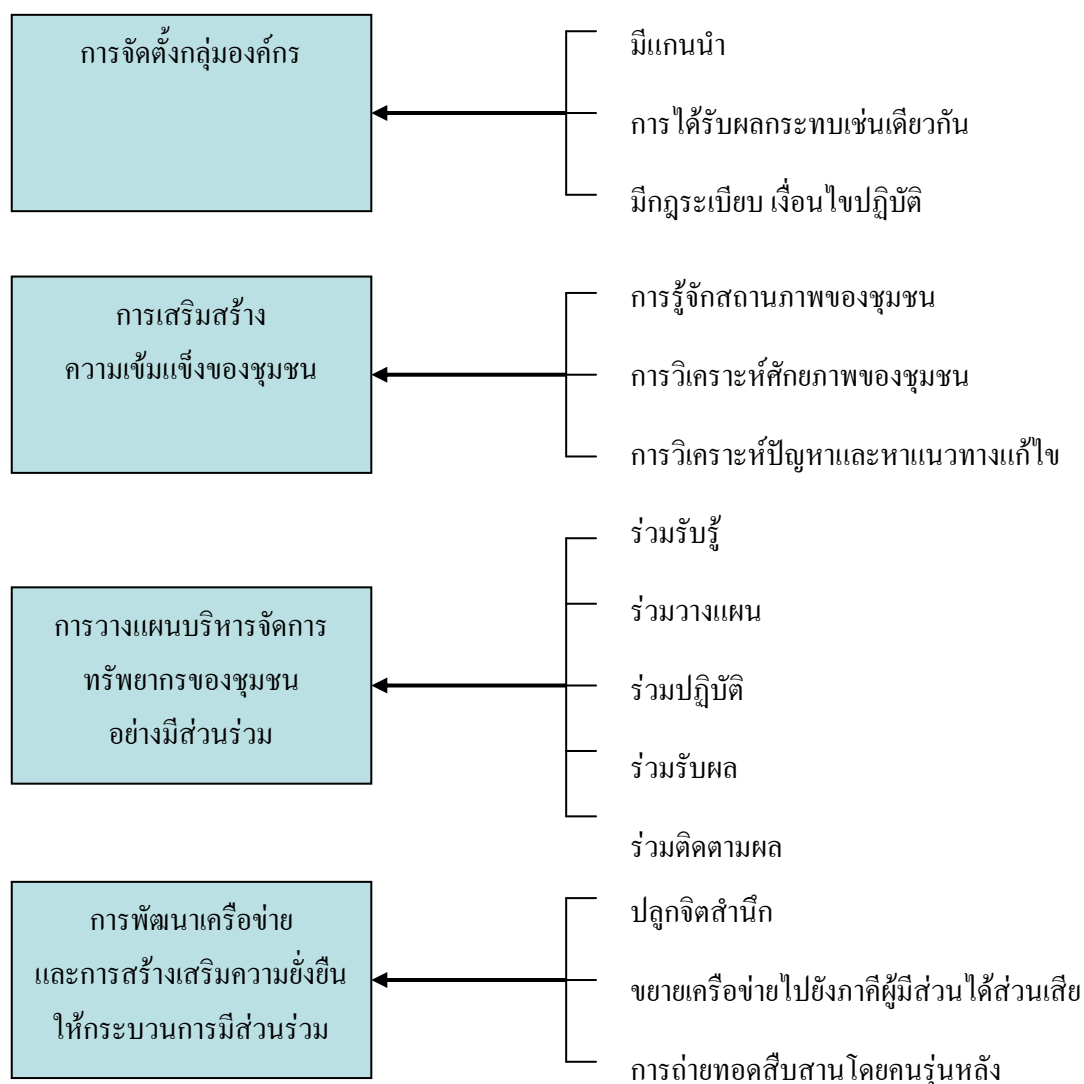 การจัดตั้งกลุ่มองค์กร
มีแกนนำ
การได้รับผลกระทบเช่นเดียวกัน
มีกฎระเบียบ เงื่อนไขปฏิบัติ
การเสริมสร้าง
ความเข้มแข็งของชุมชน
การรู้จักสถานภาพของชุมชน
การวิเคราะห์ศักยภาพของชุมชน
การวิเคราะห์ปัญหาและหาแนวทางแก้ไข
การวางแผนบริหารจัดการ
ทรัพยากรของชุมชน
อย่างมีส่วนร่วม
ร่วมรับรู้
ร่วมวางแผน
ร่วมปฏิบัติ
ร่วมรับผล
ร่วมติดตามผล
การพัฒนาเครือข่าย
และการสร้างเสริมความยั่งยืน
ให้กระบวนการมีส่วนร่วม
ปลูกจิตสำนึก
ขยายเครือข่ายไปยังภาคีผู้มีส่วนได้ส่วนเสีย
การถ่ายทอดสืบสานโดยคนรุ่นหลัง